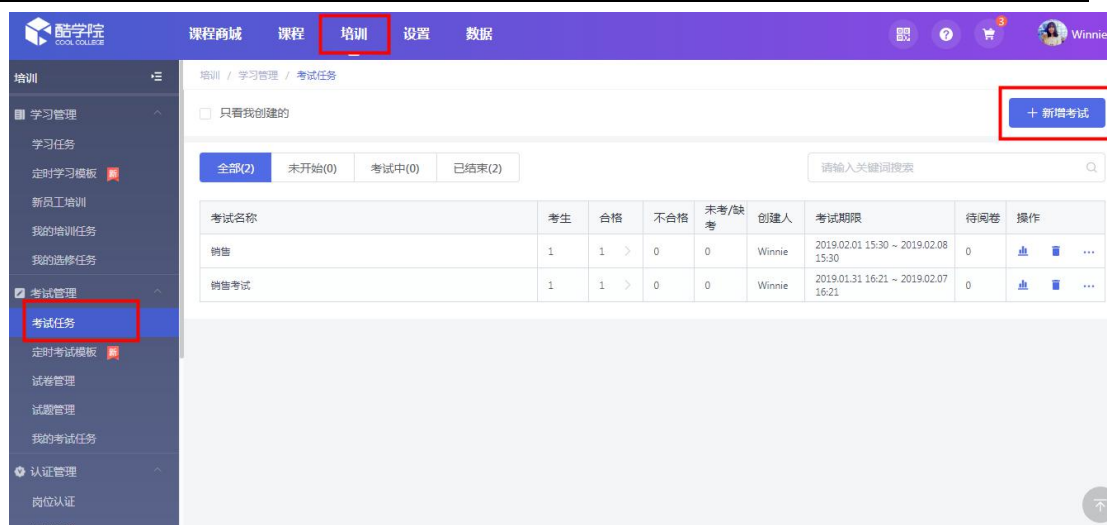 酷学院
COOL COLLEGE
课程商城 课程 培训 设置 数据
3
Winnie
培训
培训 / 学习管理 / 考试任务
学习管理
学习任务
定时学习模板 新
新员工培训
我的培训任务
我的选修任务
考试管理
考试任务
定时考试模板 新
试卷管理
试题管理
我的考试任务
认证管理
岗位认证
只看我创建的
+ 新增考试
全部(2) 未开始(0) 考试中(0) 已结束(2)
请输入关键词搜索
考试名称 考生 合格 不合格 未考/缺考 创建人 考试期限 待阅卷 操作
销售 1 1 0 0 Winnie 2019.02.01 15:30 ~ 2019.02.08 15:30 0
销售考试 1 1 0 0 Winnie 2019.01.31 16:21 ~ 2019.02.07 16:21 0